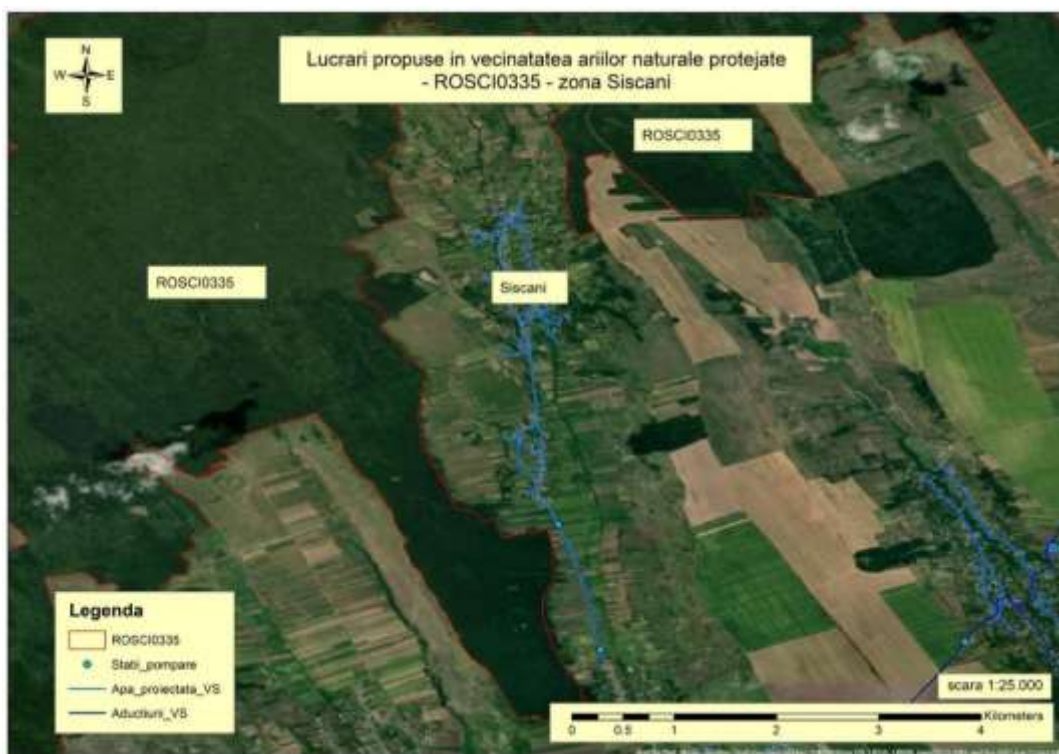 N
W E
S
Lucrari propuse in vecinatatea ariilor naturale protejate
- ROSCI0335 - zona Siscani
ROSCI0335
ROSCI0335
Siscani
Legenda
ROSCI0335
Statii_pompare
Apa_proiectata_VS
Aductiuni_VS
scara 1:25.000
Kilometers
0 0.5 1 2 3 4